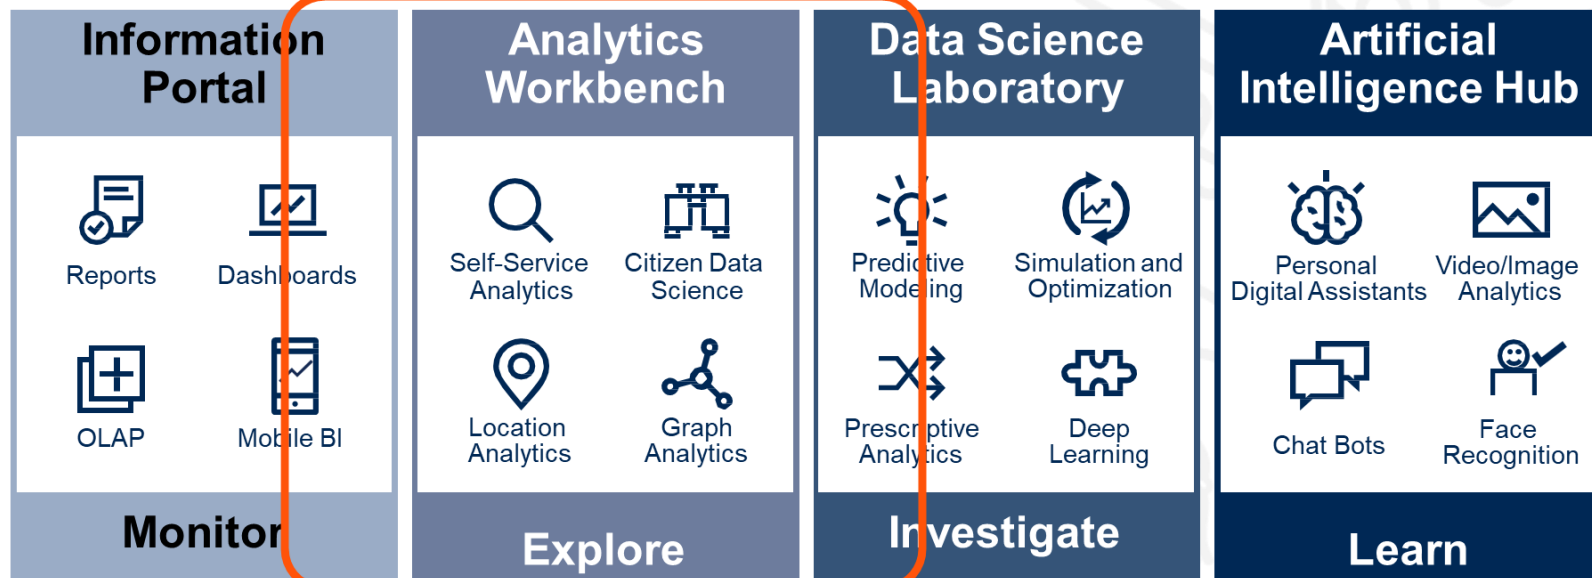 Information
Portal
Reports
Dashboards
OLAP
Mobile BI
Monitor
Analytics
Workbench
Self-Service
Analytics
Citizen Data
Science
Location
Analytics
Graph
Analytics
Explore
Data Science
Laboratory
Predictive
Modeling
Simulation and
Optimization
Prescriptive
Analytics
Deep
Learning
Investigate
Artificial
Intelligence Hub
Personal
Digital Assistants
Video/Image
Analytics
Chat Bots
Face
Recognition
Learn